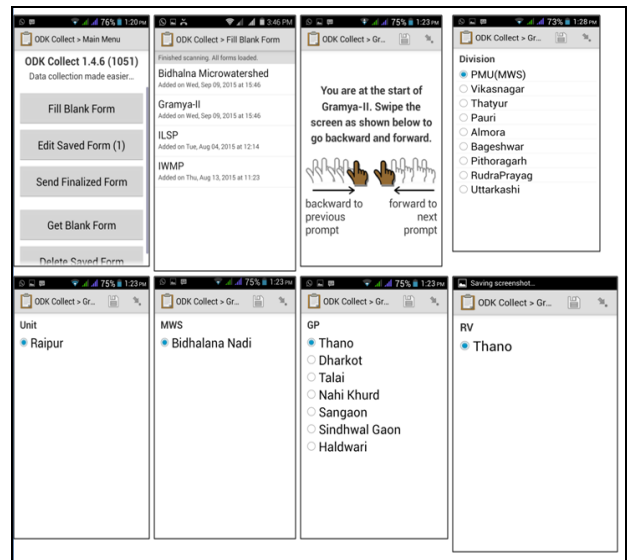 76% 1:20 PM
ODK Collect > Main Menu
ODK Collect 1.4.6 (1051)
Data collection made easier...
Fill Blank Form
Edit Saved Form (1)
Send Finalized Form
Get Blank Form
Delete Saved Form
3:46 PM
ODK Collect > Fill Blank Form
Finished scanning. All forms loaded.
Bidhalna Microwatershed
Added on Wed, Sep 09, 2015 at 15:46
Gramya-II
Added on Wed, Sep 09, 2015 at 15:46
ILSP
Added on Tue, Aug 04, 2015 at 12:14
IWMP
Added on Thu, Aug 13, 2015 at 11:23
75% 1:23 PM
ODK Collect > Gr...
You are at the start of
Gramya-II. Swipe the
screen as shown below to
go backward and forward.
backward to
previous
prompt
forward to
next
prompt
73% 1:28 PM
ODK Collect > Gr...
Division
PMU(MWS)
Vikasnagar
Thatyur
Pauri
Almora
Bageshwar
Pithoragarh
RudraPrayag
Uttarkashi
75% 1:23 PM
ODK Collect > Gr...
Unit
Raipur
75% 1:23 PM
ODK Collect > Gr...
MWS
Bidhalana Nadi
75% 1:23 PM
ODK Collect > Gr...
GP
Thano
Dharkot
Talai
Nahi Khurd
Sangaon
Sindhwal Gaon
Haldwari
Saving screenshot...
ODK Collect > Gr...
RV
Thano